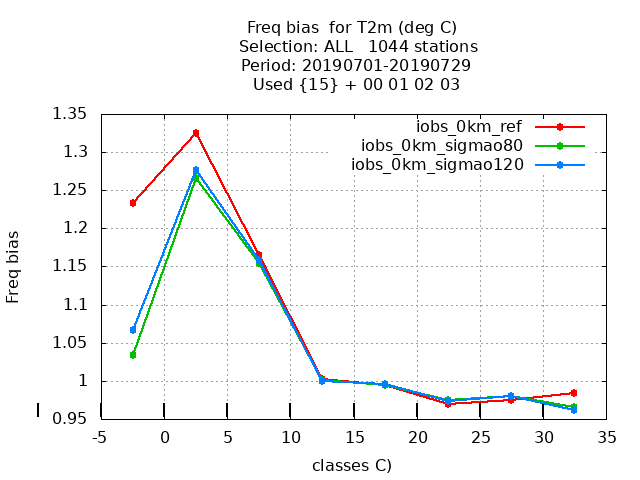 Freq bias  for T2m (deg C)
Selection: ALL   1044 stations
Period: 20190701-20190729
Used {15} + 00 01 02 03
1.35
1.3
1.25
1.2
1.15
1.1
1.05
1
0.95
Freq bias
iobs_0km_ref
iobs_0km_sigmao80
iobs_0km_sigmao120
-5 0 5 10 15 20 25 30 35
classes C)